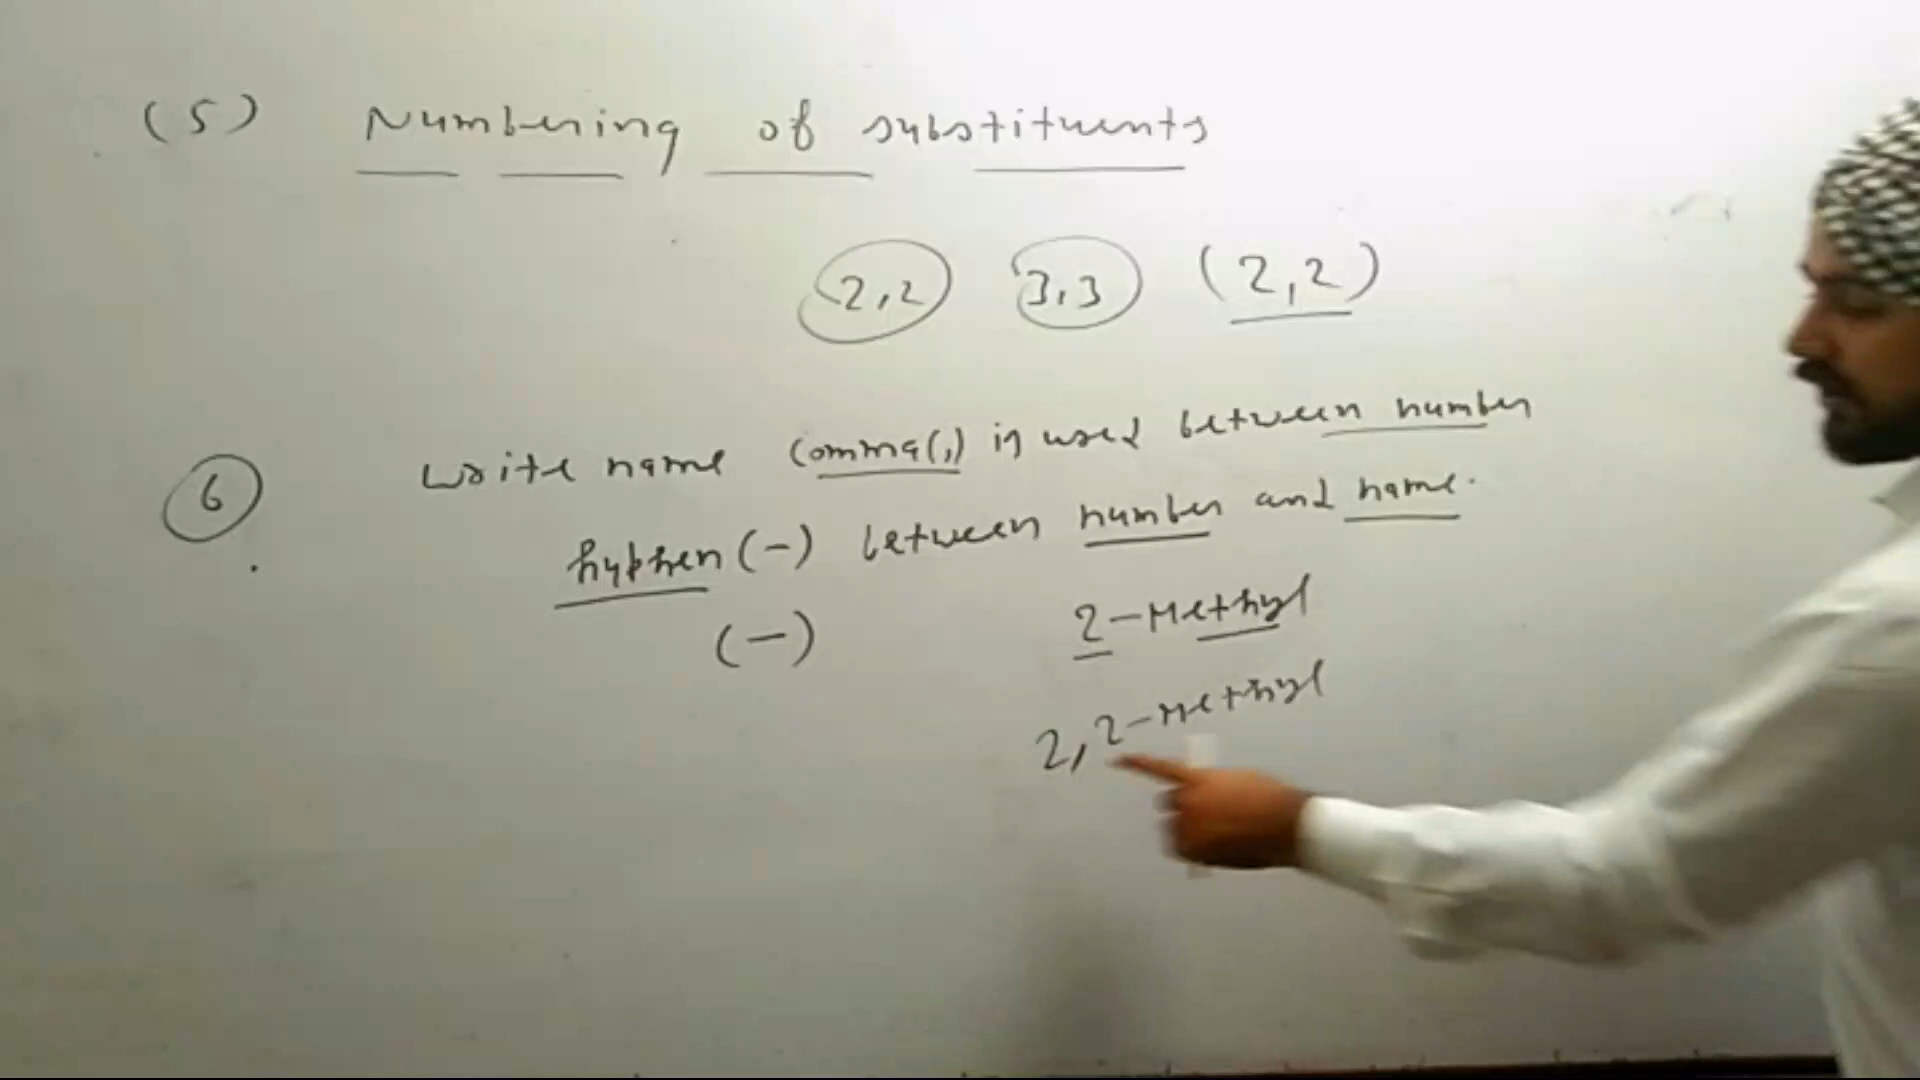 (5) Numbering of substituents
2,2 3,3 (2,2)
6 Write name Comma(,) is used between number
hyphen (-) between number and name.
(-) 2-Methyl
2,2-Methyl